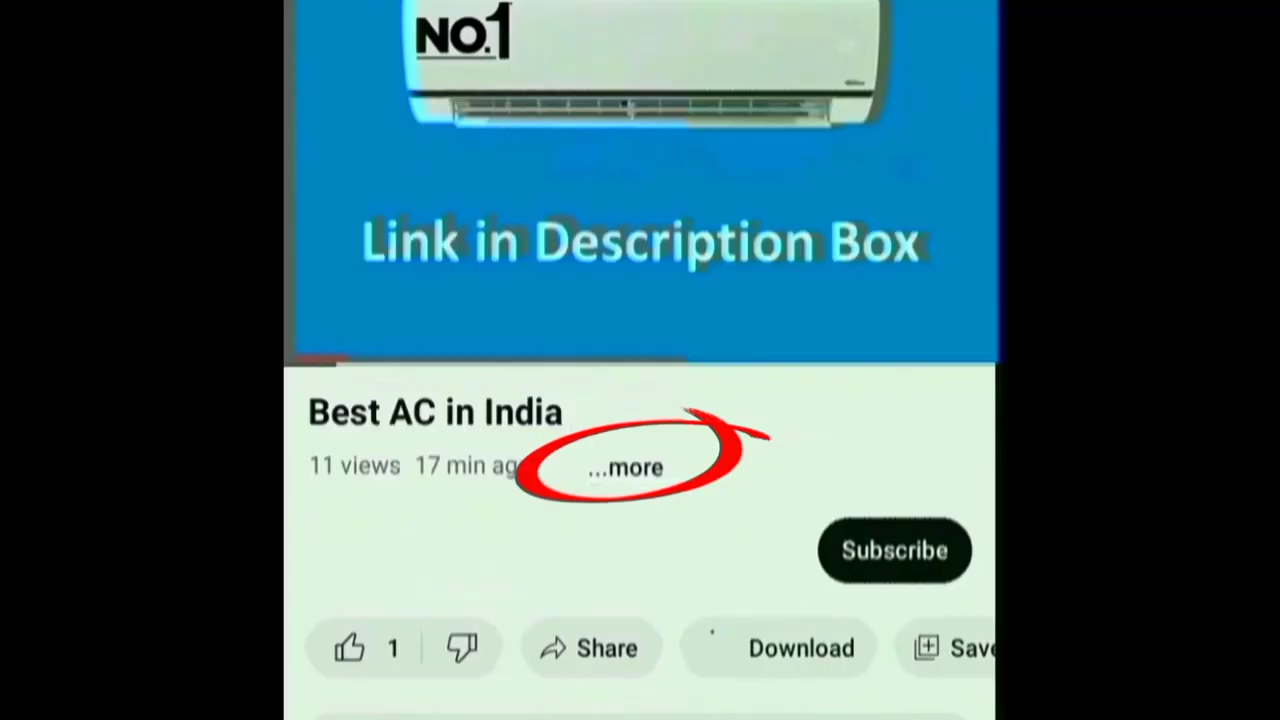 NO.1
Link in Description Box
Best AC in India
11 views 17 min ag
...more
Subscribe
1
Share
Download
Save